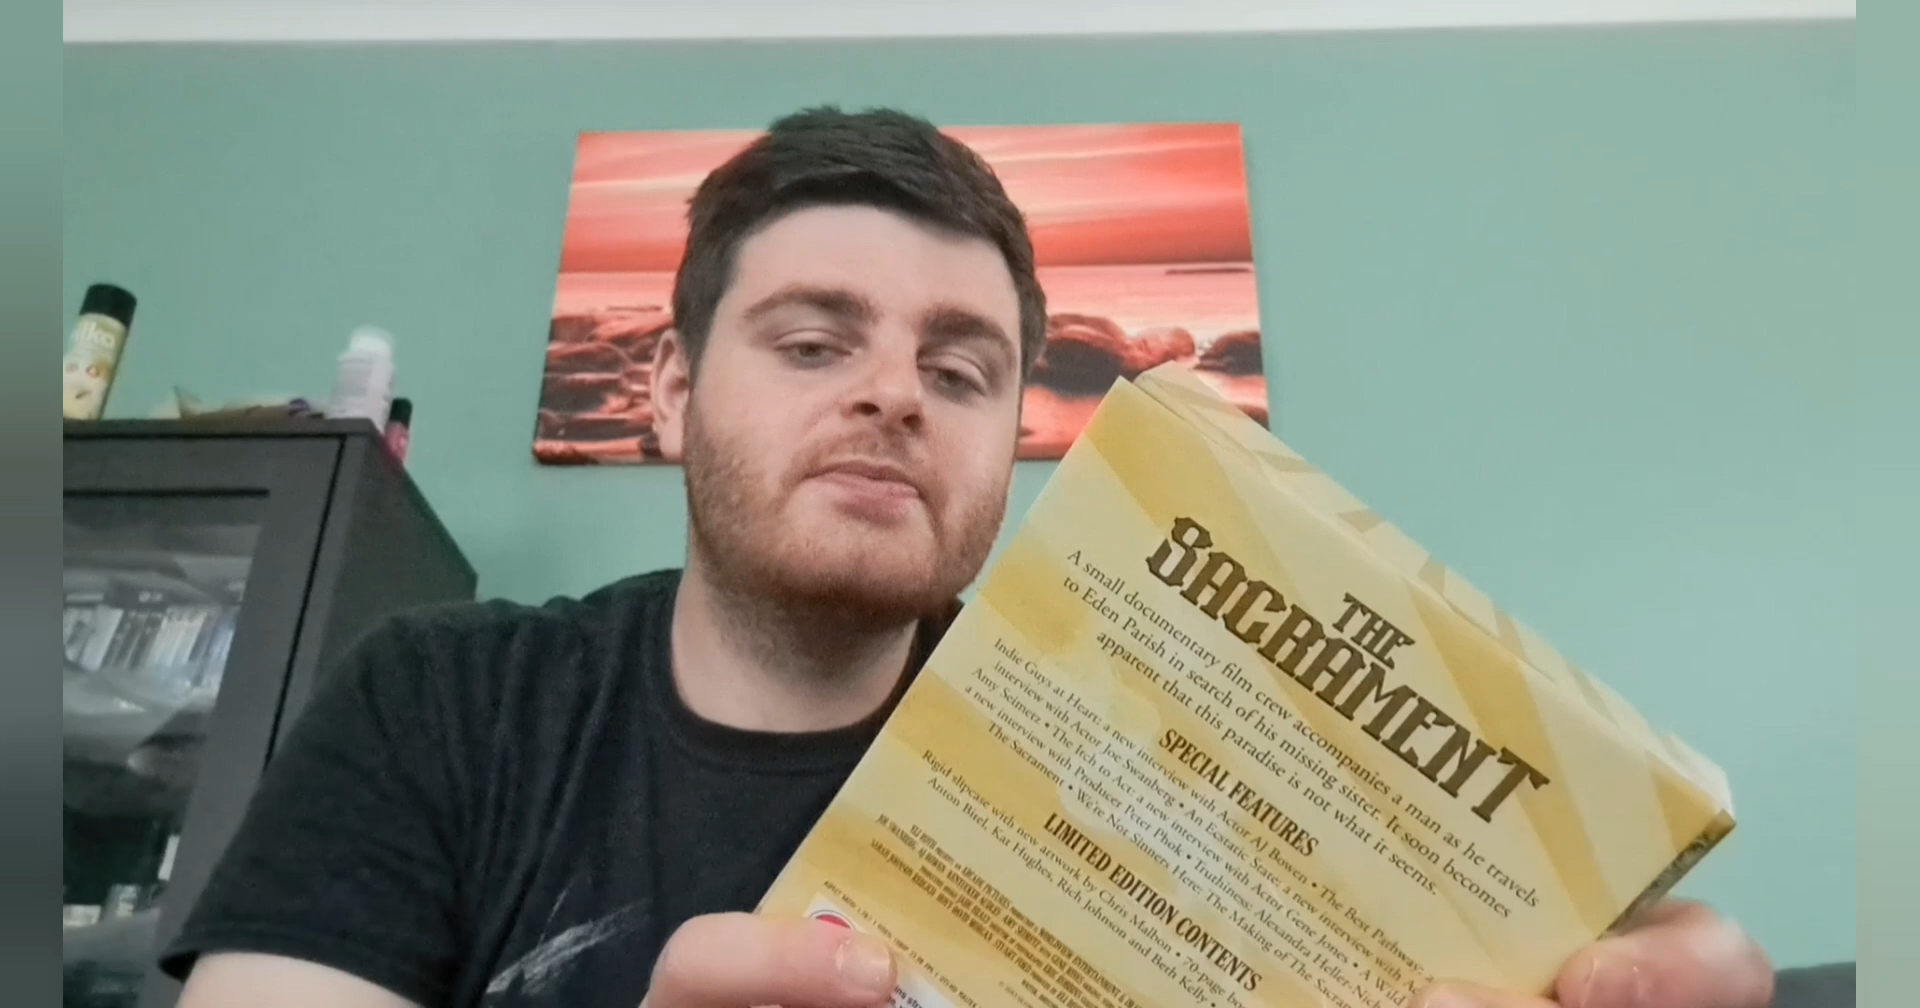 THE
SACRAMENT
A small documentary film crew accompanies a man as he travels
to Eden Parish in search of his missing sister. It soon becomes
apparent that this paradise is not what it seems.
SPECIAL FEATURES
Indie Guys at Heart: a new interview with Actor AJ Bowen • The Best Pathway: a
interview with Actor Joe Swanberg • An Ecstatic State: a new interview with Ac
Amy Seimetz • The Itch to Act: a new interview with Actor Gene Jones • A Wild
a new interview with Producer Peter Phok • Truthiness: Alexandra Heller-Nich
The Sacrament • We're Not Sinners Here: The Making of The Sacra
LIMITED EDITION CONTENTS
Rigid slipcase with new artwork by Chris Malbon • 70-page bo
Anton Bitel, Kat Hughes, Rich Johnson and Beth Kelly •